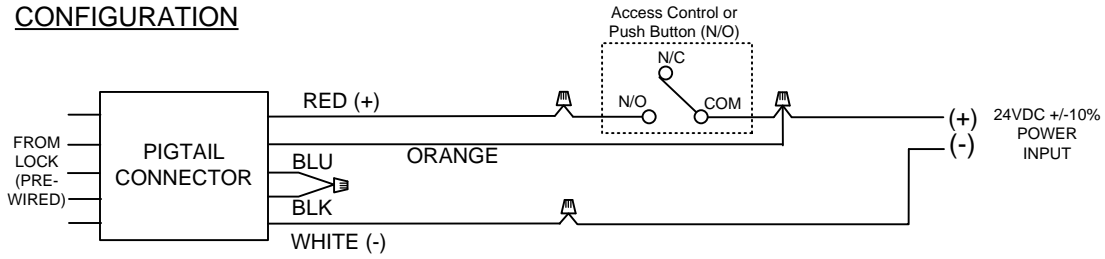 CONFIGURATION
Access Control or
Push Button (N/O)
N/C
N/O
COM
RED (+)
ORANGE
BLU
BLK
WHITE (-)
FROM
LOCK
(PRE-
WIRED)
PIGTAIL
CONNECTOR
(+)
(-)
24VDC +/-10%
POWER
INPUT